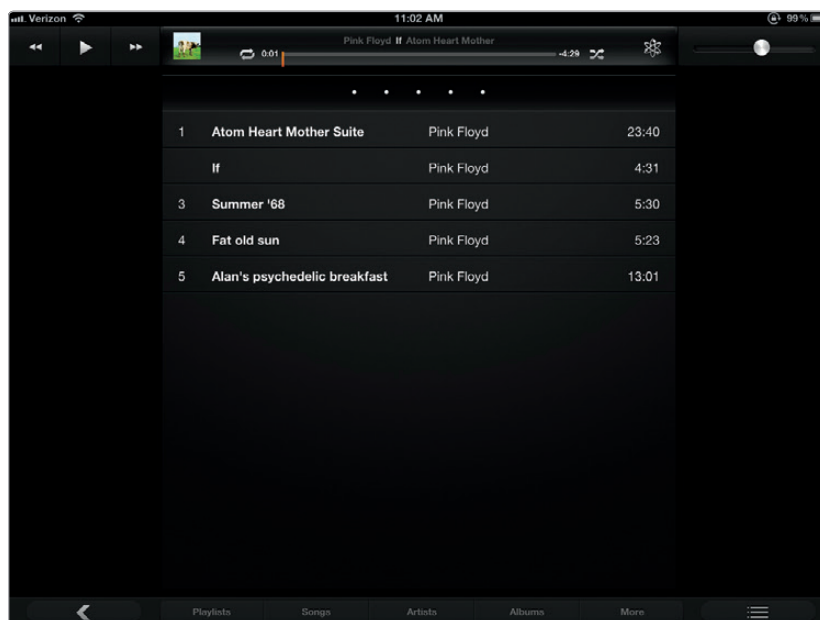 Verizon 11:02 AM 99%
Pink Floyd If Atom Heart Mother
0:01 -4:29
1 Atom Heart Mother Suite Pink Floyd 23:40
If Pink Floyd 4:31
3 Summer '68 Pink Floyd 5:30
4 Fat old sun Pink Floyd 5:23
5 Alan's psychedelic breakfast Pink Floyd 13:01
Playlists Songs Artists Albums More